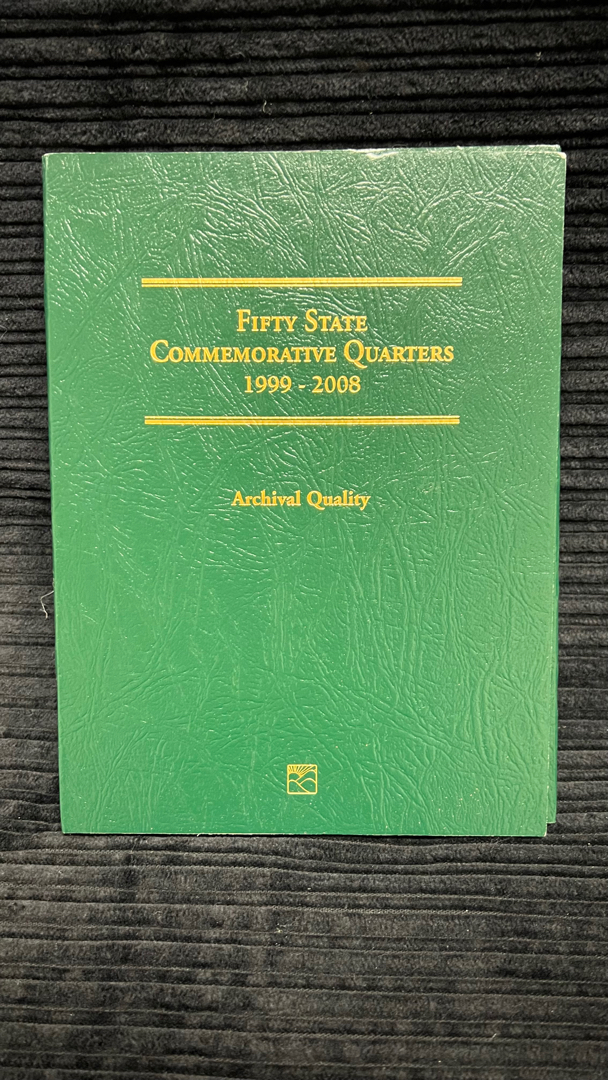 Fifty State
Commemorative Quarters
1999 - 2008
Archival Quality